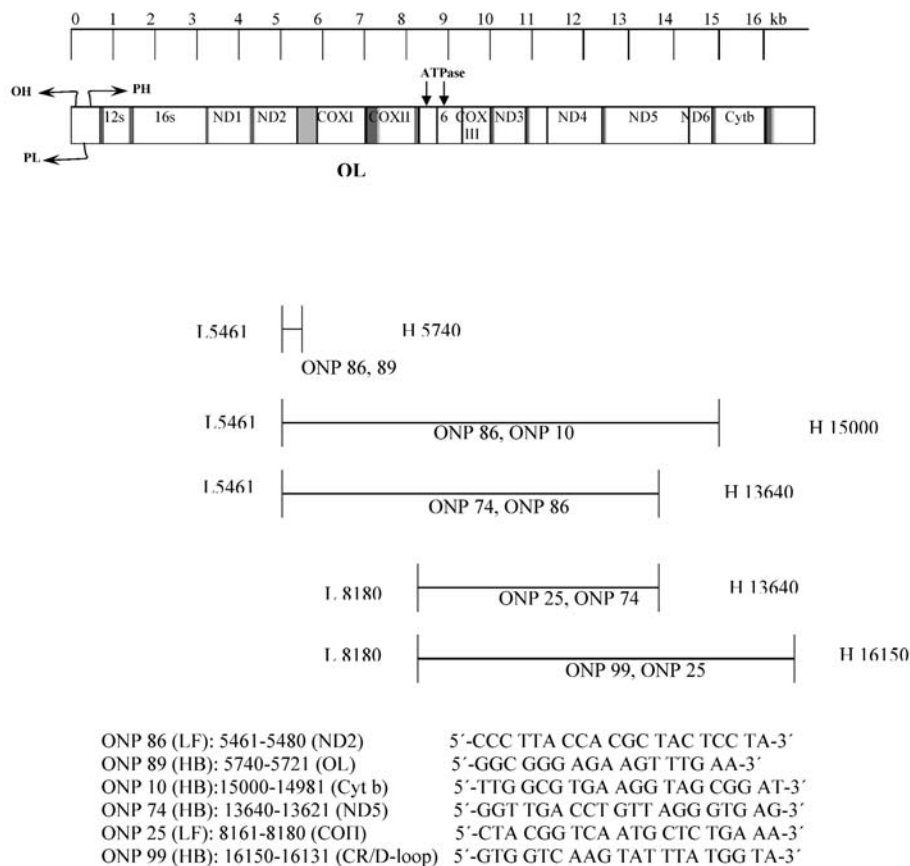 0 1 2 3 4 5 6 7 8 9 10 11 12 13 14 15 16 kb
ATPase
OH PH
12s 16s ND1 ND2 COXI COXII 6 COX III ND3 ND4 ND5 ND6 Cytb
PL
OL
L5461 H 5740
ONP 86, 89
L5461 ONP 86, ONP 10 H 15000
L5461 ONP 74, ONP 86 H 13640
L 8180 ONP 25, ONP 74 H 13640
L 8180 ONP 99, ONP 25 H 16150
ONP 86 (LF): 5461-5480 (ND2) 5´-CCC TTA CCA CGC TAC TCC TA-3´
ONP 89 (HB): 5740-5721 (OL) 5´-GGC GGG AGA AGT TTG AA-3´
ONP 10 (HB):15000-14981 (Cyt b) 5´-TTG GCG TGA AGG TAG CGG AT-3´
ONP 74 (HB): 13640-13621 (ND5) 5´-GGT TGA CCT GTT AGG GTG AG-3´
ONP 25 (LF): 8161-8180 (COII) 5´-CTA CGG TCA ATG CTC TGA AA-3´
ONP 99 (HB): 16150-16131 (CR/D-loop) 5´-GTG GTC AAG TAT TTA TGG TA-3´